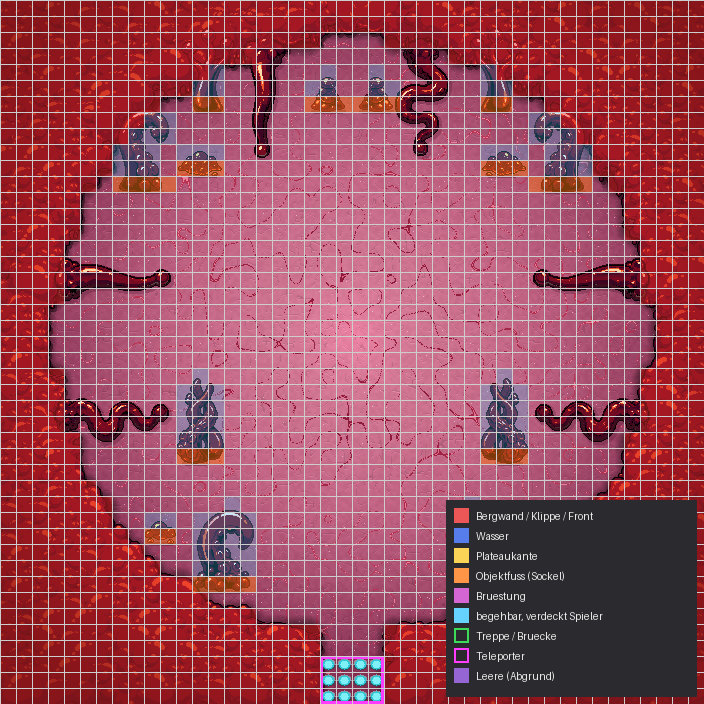 Bergwand / Klippe / Front
Wasser
Plateaukante
Objektfuss (Sockel)
Bruestung
begehbar, verdeckt Spieler
Treppe / Bruecke
Teleporter
Leere (Abgrund)